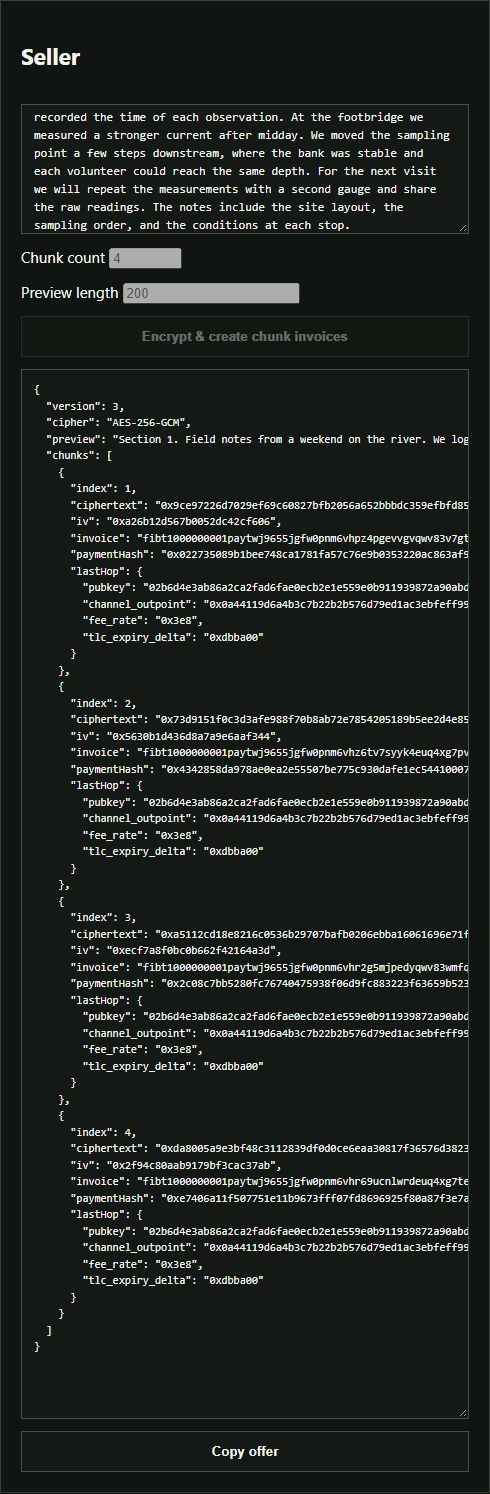 Seller
recorded the time of each observation. At the footbridge we
measured a stronger current after midday. We moved the sampling
point a few steps downstream, where the bank was stable and
each volunteer could reach the same depth. For the next visit
we will repeat the measurements with a second gauge and share
the raw readings. The notes include the site layout, the
sampling order, and the conditions at each stop.
Chunk count 4
Preview length 200
Encrypt & create chunk invoices
{
"version": 3,
"cipher": "AES-256-GCM",
"preview": "Section 1. Field notes from a weekend on the river. We log
"chunks": [
{
"index": 1,
"ciphertext": "0x9ce97226d7029ef69c60827bfb2056a652bbbdc359efbfd85
"iv": "0xa26b12d567b0052dc42cf606",
"invoice": "fibt1000000001paytwj9655jgfw0pnm6vhpz4pgevvgvqwv83v7gt
"paymentHash": "0x022735089b1bee748ca1781fa57c76e9b0353220ac863af9
"lastHop": {
"pubkey": "02b6d4e3ab86a2ca2fad6fae0ecb2e1e559e0b911939872a90abd
"channel_outpoint": "0x0a44119d6a4b3c7b22b2b576d79ed1ac3ebfeff99
"fee_rate": "0x3e8",
"tlc_expiry_delta": "0xdbba00"
}
},
{
"index": 2,
"ciphertext": "0x73d9151f0c3d3afe988f70b8ab72e7854205189b5ee2d4e85
"iv": "0x5630b1d436d8a7a9e6aaf344",
"invoice": "fibt1000000001paytwj9655jgfw0pnm6vhz6tv7syyk4euq4xg7pv
"paymentHash": "0x4342858da978ae0ea2e55507be775c930dafe1ec54410007
"lastHop": {
"pubkey": "02b6d4e3ab86a2ca2fad6fae0ecb2e1e559e0b911939872a90abd
"channel_outpoint": "0x0a44119d6a4b3c7b22b2b576d79ed1ac3ebfeff99
"fee_rate": "0x3e8",
"tlc_expiry_delta": "0xdbba00"
}
},
{
"index": 3,
"ciphertext": "0xa5112cd18e8216c0536b29707bafb0206ebba16061696e71f
"iv": "0xecf7a8f0bc0b662f42164a3d",
"invoice": "fibt1000000001paytwj9655jgfw0pnm6vhr2g5mjpedyqwv83wmfq
"paymentHash": "0x2c08c7bb5280fc76740475938f06d9fc883223f63659b523
"lastHop": {
"pubkey": "02b6d4e3ab86a2ca2fad6fae0ecb2e1e559e0b911939872a90abd
"channel_outpoint": "0x0a44119d6a4b3c7b22b2b576d79ed1ac3ebfeff99
"fee_rate": "0x3e8",
"tlc_expiry_delta": "0xdbba00"
}
},
{
"index": 4,
"ciphertext": "0xda8005a9e3bf48c3112839df0d0ce6eaa30817f36576d3823
"iv": "0x2f94c80aab9179bf3cac37ab",
"invoice": "fibt1000000001paytwj9655jgfw0pnm6vhr69ucnlwrdeuq4xg7te
"paymentHash": "0xe7406a11f507751e11b9673fff07fd8696925f80a87f3e7a
"lastHop": {
"pubkey": "02b6d4e3ab86a2ca2fad6fae0ecb2e1e559e0b911939872a90abd
"channel_outpoint": "0x0a44119d6a4b3c7b22b2b576d79ed1ac3ebfeff99
"fee_rate": "0x3e8",
"tlc_expiry_delta": "0xdbba00"
}
}
]
}
Copy offer